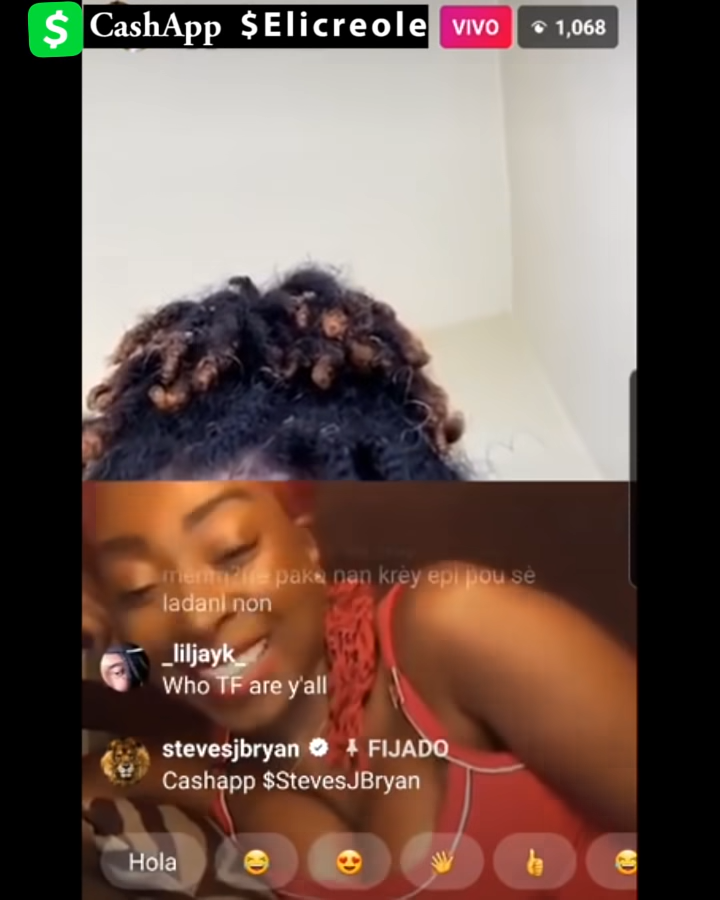 $ CashApp $Elicreole VIVO 1,068
paka nan krèy epi pou sè
ladanl non
_liljayk_
Who TF are y'all
stevesjbryan FIJADO
Cashapp $StevesJBryan
Hola